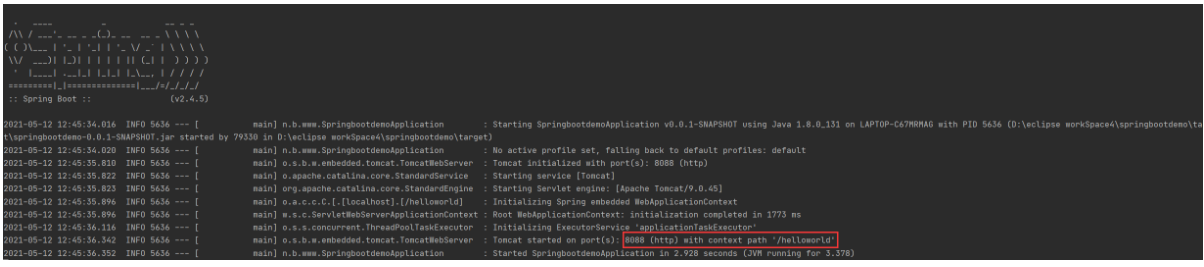 .   ____          _            __ _ _
 /\\ / ___'_ __ _ _(_)_ __  __ _ \ \ \ \
( ( )\___ | '_ | '_| | '_ \/ _` | \ \ \ \
 \\/  ___)| |_)| | | | | || (_| |  ) ) ) )
  '  |____| .__|_| |_|_| |_\__, | / / / /
 =========|_|==============|___/=/_/_/_/
 :: Spring Boot ::                (v2.4.5)
2021-05-12 12:45:34.016  INFO 5636 --- [           main] n.b.www.SpringbootdemoApplication        : Starting SpringbootdemoApplication v0.0.1-SNAPSHOT using Java 1.8.0_131 on LAPTOP-C67MRMAG with PID 5636 (D:\eclipse workSpace4\springbootdemo\ta
t\springbootdemo-0.0.1-SNAPSHOT.jar started by 79330 in D:\eclipse workSpace4\springbootdemo\target)
2021-05-12 12:45:34.020  INFO 5636 --- [           main] n.b.www.SpringbootdemoApplication        : No active profile set, falling back to default profiles: default
2021-05-12 12:45:35.810  INFO 5636 --- [           main] o.s.b.w.embedded.tomcat.TomcatWebServer  : Tomcat initialized with port(s): 8088 (http)
2021-05-12 12:45:35.822  INFO 5636 --- [           main] o.apache.catalina.core.StandardService   : Starting service [Tomcat]
2021-05-12 12:45:35.823  INFO 5636 --- [           main] org.apache.catalina.core.StandardEngine  : Starting Servlet engine: [Apache Tomcat/9.0.45]
2021-05-12 12:45:35.896  INFO 5636 --- [           main] o.a.c.c.C.[.[localhost].[/helloworld]    : Initializing Spring embedded WebApplicationContext
2021-05-12 12:45:35.896  INFO 5636 --- [           main] w.s.c.ServletWebServerApplicationContext : Root WebApplicationContext: initialization completed in 1773 ms
2021-05-12 12:45:36.116  INFO 5636 --- [           main] o.s.s.concurrent.ThreadPoolTaskExecutor  : Initializing ExecutorService 'applicationTaskExecutor'
2021-05-12 12:45:36.342  INFO 5636 --- [           main] o.s.b.w.embedded.tomcat.TomcatWebServer  : Tomcat started on port(s): 8088 (http) with context path '/helloworld'
2021-05-12 12:45:36.352  INFO 5636 --- [           main] n.b.www.SpringbootdemoApplication        : Started SpringbootdemoApplication in 2.928 seconds (JVM running for 3.378)